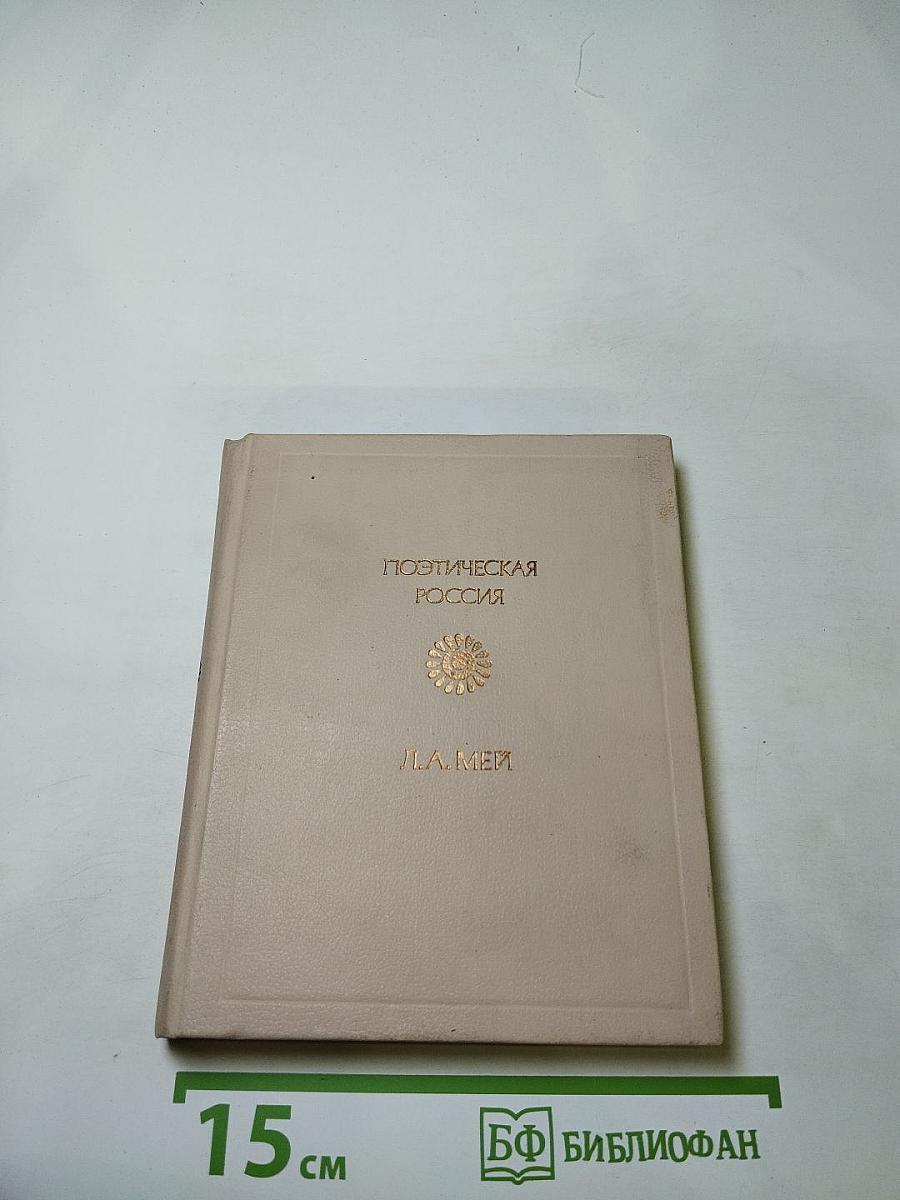 ПОЭТИЧЕСКАЯ
РОССИЯ
Л.А. МЕЙ
15 см
БФ БИБЛИОФАН